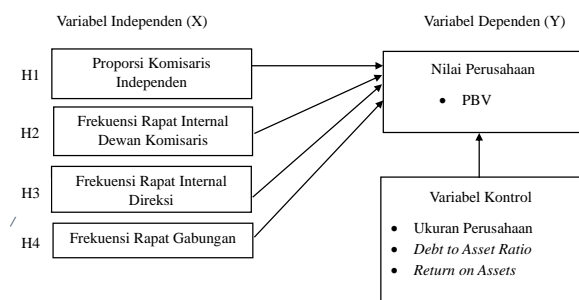 Variabel Independen (X)
Variabel Dependen (Y)
H1
Proporsi Komisaris
Independen
H2
Frekuensi Rapat Internal
Dewan Komisaris
H3
Frekuensi Rapat Internal
Direksi
H4
Frekuensi Rapat Gabungan
Nilai Perusahaan
• PBV
Variabel Kontrol
• Ukuran Perusahaan
• Debt to Asset Ratio
• Return on Assets